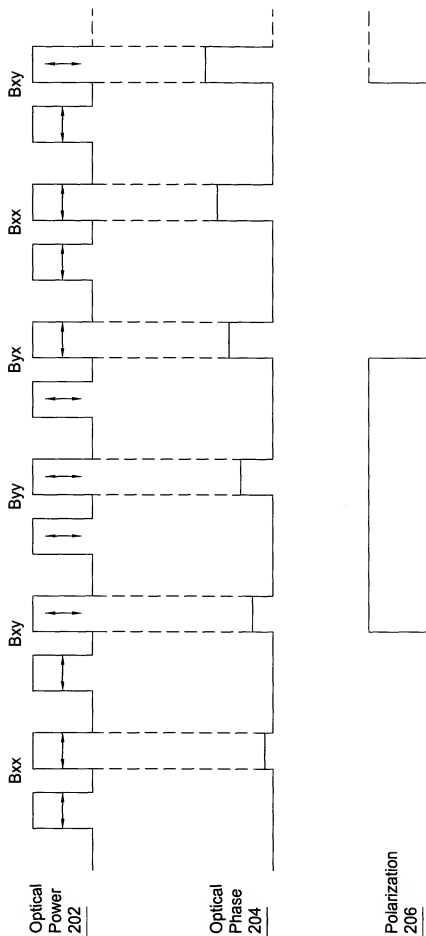 Bxx
Bxy
Byy
Byx
Bxx
Bxy
Optical
Power
202
Optical
Phase
204
Polarization
206